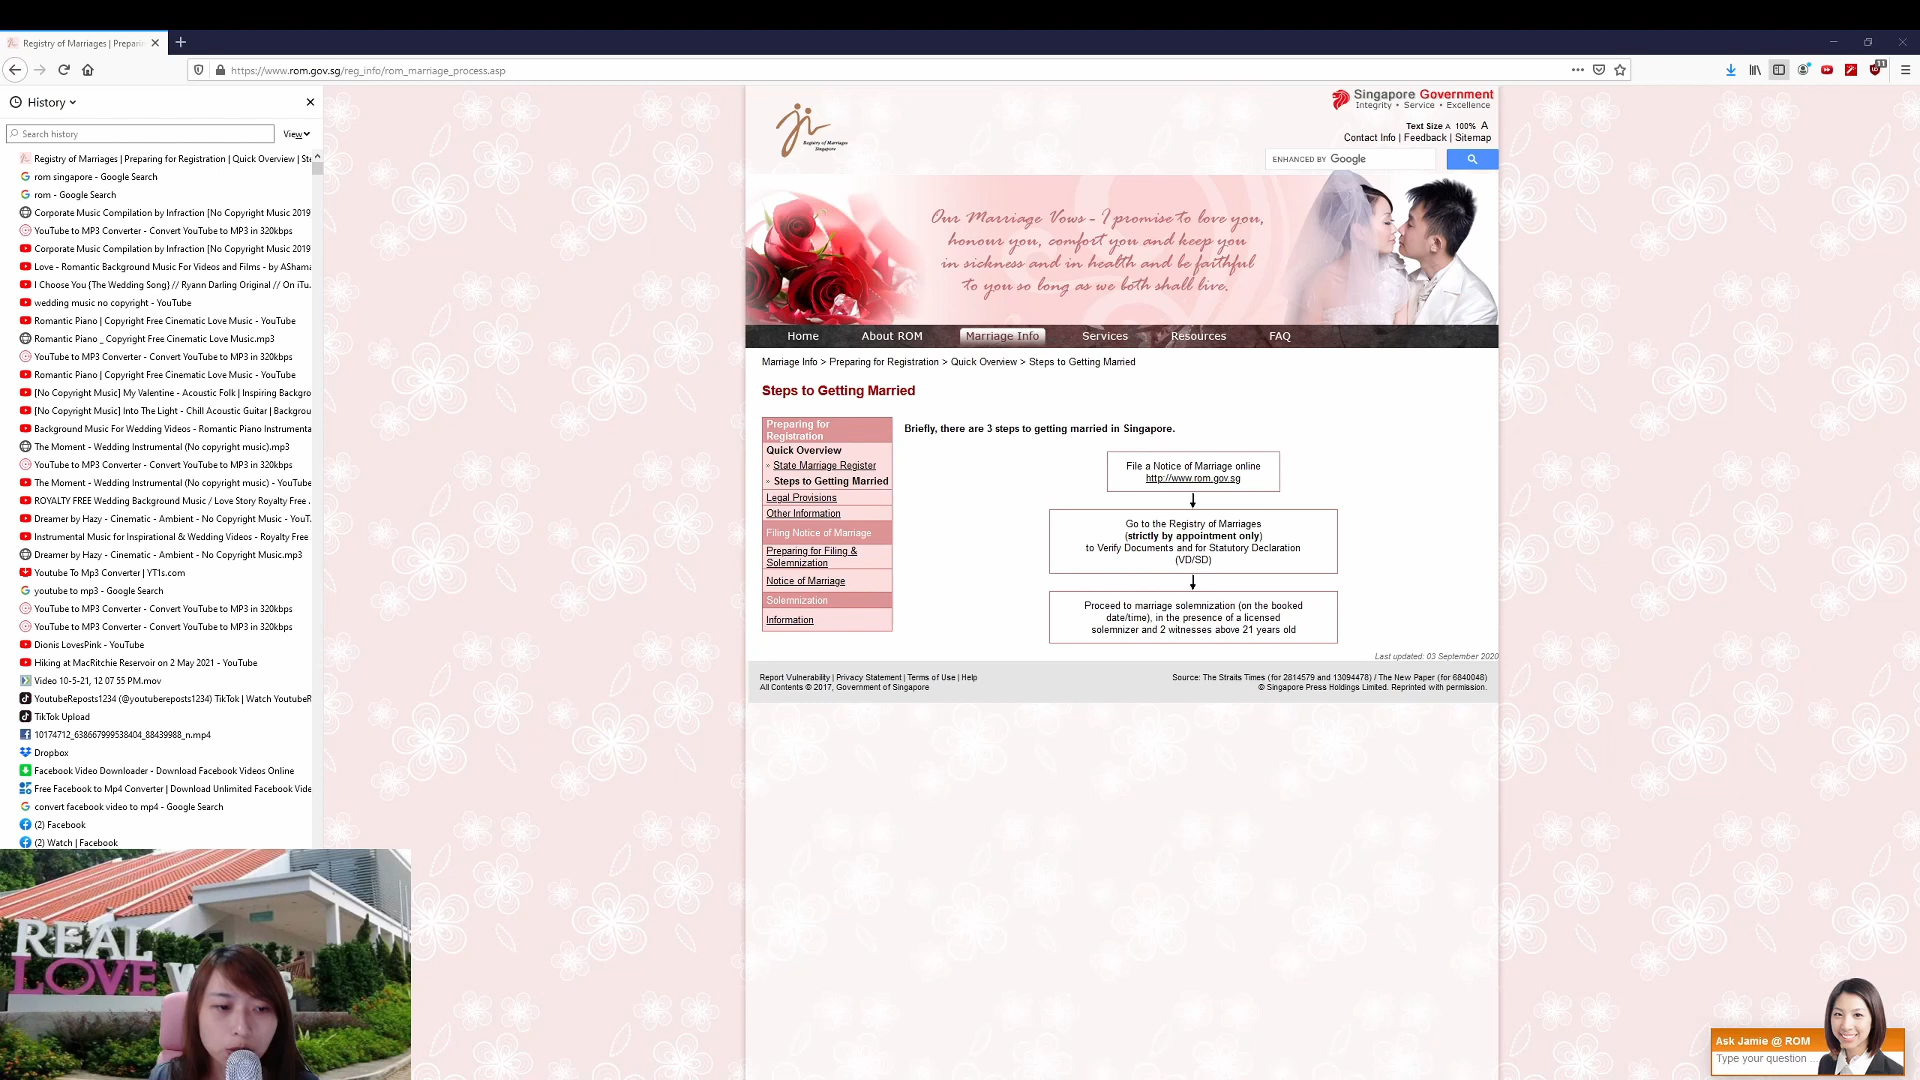 Registry of Marriages | Prepari
https://www.rom.gov.sg/reg_info/rom_marriage_process.asp
11
History
Search history
View
Registry of Marriages | Preparing for Registration | Quick Overview | Ste
rom singapore - Google Search
rom - Google Search
Corporate Music Compilation by Infraction [No Copyright Music 2019
YouTube to MP3 Converter - Convert YouTube to MP3 in 320kbps
Corporate Music Compilation by Infraction [No Copyright Music 2019
Love - Romantic Background Music For Videos and Films - by AShama
I Choose You {The Wedding Song} // Ryann Darling Original // On iTu.
wedding music no copyright - YouTube
Romantic Piano | Copyright Free Cinematic Love Music - YouTube
Romantic Piano _ Copyright Free Cinematic Love Music.mp3
YouTube to MP3 Converter - Convert YouTube to MP3 in 320kbps
Romantic Piano | Copyright Free Cinematic Love Music - YouTube
[No Copyright Music] My Valentine - Acoustic Folk | Inspiring Backgro
[No Copyright Music] Into The Light - Chill Acoustic Guitar | Backgrou
Background Music For Wedding Videos - Romantic Piano Instrumenta
The Moment - Wedding Instrumental (No copyright music).mp3
YouTube to MP3 Converter - Convert YouTube to MP3 in 320kbps
The Moment - Wedding Instrumental (No copyright music) - YouTube
ROYALTY FREE Wedding Background Music / Love Story Royalty Free .
Dreamer by Hazy - Cinematic - Ambient - No Copyright Music - YouT.
Instrumental Music for Inspirational & Wedding Videos - Royalty Free
Dreamer by Hazy - Cinematic - Ambient - No Copyright Music.mp3
Youtube To Mp3 Converter | YT1s.com
youtube to mp3 - Google Search
YouTube to MP3 Converter - Convert YouTube to MP3 in 320kbps
YouTube to MP3 Converter - Convert YouTube to MP3 in 320kbps
Dionis LovesPink - YouTube
Hiking at MacRitchie Reservoir on 2 May 2021 - YouTube
Video 10-5-21, 12 07 55 PM.mov
YoutubeReposts1234 (@youtubereposts1234) TikTok | Watch YoutubeR
TikTok Upload
10174712_638667999538404_88439988_n.mp4
Dropbox
Facebook Video Downloader - Download Facebook Videos Online
Free Facebook to Mp4 Converter | Download Unlimited Facebook Vide
convert facebook video to mp4 - Google Search
(2) Facebook
(2) Watch | Facebook
REAL
LOVE W
Registry of Marriages
Singapore
Singapore Government
Integrity • Service • Excellence
Text Size A 100% A
Contact Info | Feedback | Sitemap
ENHANCED BY Google
Our Marriage Vows - I promise to love you,
honour you, comfort you and keep you
in sickness and in health and be faithful
to you so long as we both shall live.
Home About ROM Marriage Info Services Resources FAQ
Marriage Info > Preparing for Registration > Quick Overview > Steps to Getting Married
Steps to Getting Married
Preparing for
Registration
Quick Overview
» State Marriage Register
» Steps to Getting Married
Legal Provisions
Other Information
Filing Notice of Marriage
Preparing for Filing &
Solemnization
Notice of Marriage
Solemnization
Information
Briefly, there are 3 steps to getting married in Singapore.
File a Notice of Marriage online
http://www.rom.gov.sg
Go to the Registry of Marriages
(strictly by appointment only)
to Verify Documents and for Statutory Declaration
(VD/SD)
Proceed to marriage solemnization (on the booked
date/time), in the presence of a licensed
solemnizer and 2 witnesses above 21 years old
Last updated: 03 September 2020
Report Vulnerability | Privacy Statement | Terms of Use | Help
All Contents © 2017, Government of Singapore
Source: The Straits Times (for 2814579 and 13094478) / The New Paper (for 6840048)
© Singapore Press Holdings Limited. Reprinted with permission.
Ask Jamie @ ROM
Type your question ...